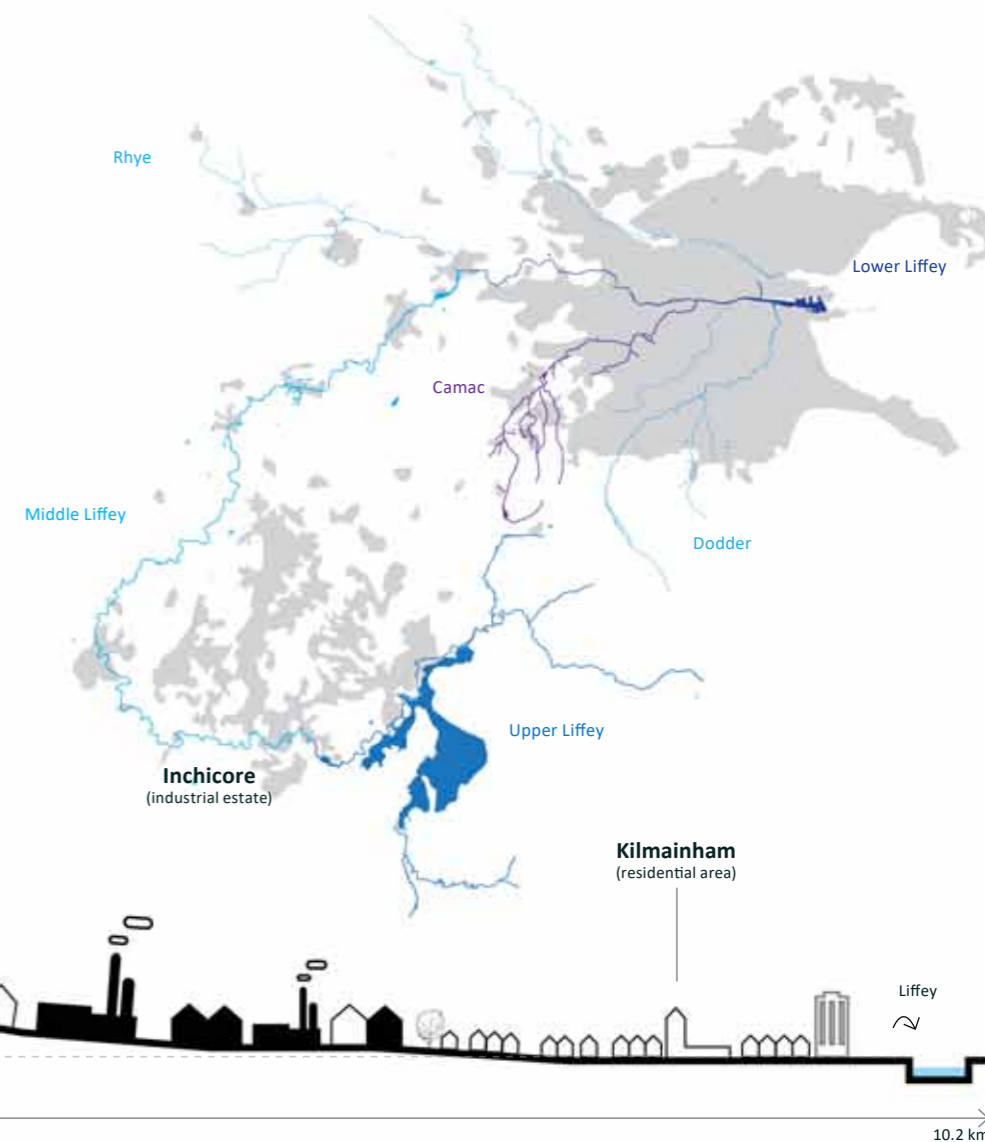 Rhye
Lower Liffey
Camac
Middle Liffey
Dodder
Upper Liffey
Inchicore
(industrial estate)
Kilmainham
(residential area)
Liffey
10.2 km